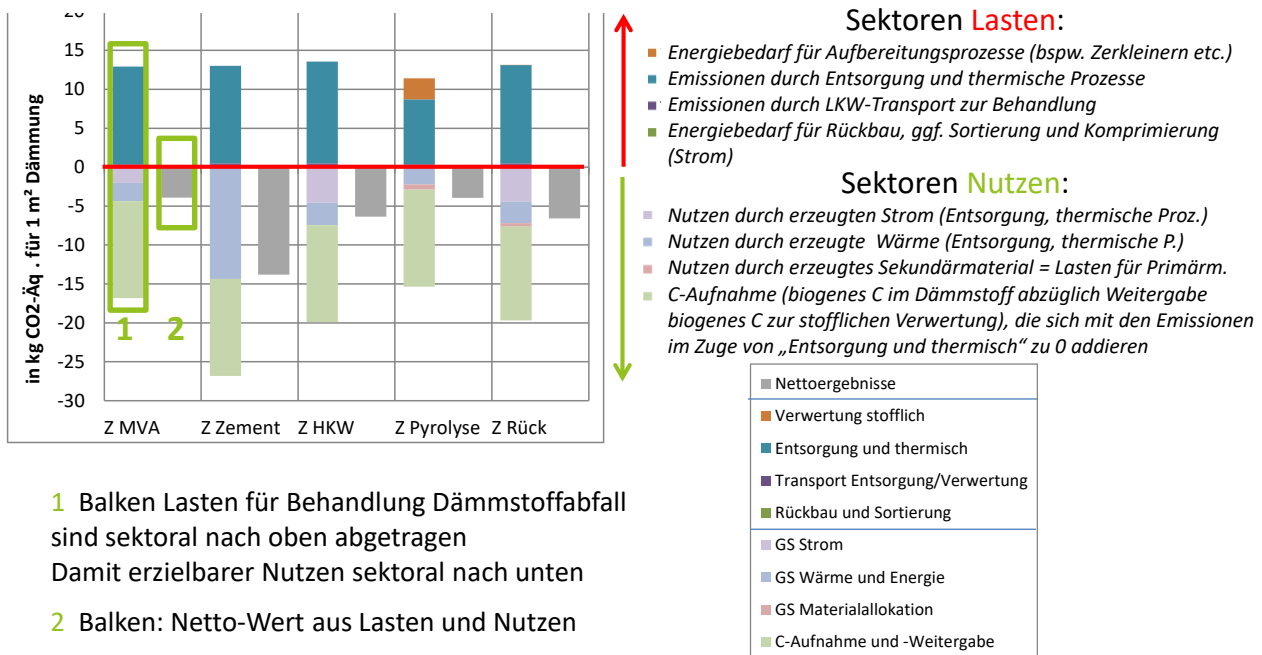 20
15
10
5
0
-5
-10
-15
-20
-25
-30
in kg CO2-Äq . für 1 m² Dämmung
1
2
Z MVA
Z Zement
Z HKW
Z Pyrolyse
Z Rück
Sektoren Lasten:
Energiebedarf für Aufbereitungsprozesse (bspw. Zerkleinern etc.)
Emissionen durch Entsorgung und thermische Prozesse
Emissionen durch LKW-Transport zur Behandlung
Energiebedarf für Rückbau, ggf. Sortierung und Komprimierung
(Strom)
Sektoren Nutzen:
Nutzen durch erzeugten Strom (Entsorgung, thermische Proz.)
Nutzen durch erzeugte Wärme (Entsorgung, thermische P.)
Nutzen durch erzeugtes Sekundärmaterial = Lasten für Primärm.
C-Aufnahme (biogenes C im Dämmstoff abzüglich Weitergabe
biogenes C zur stofflichen Verwertung), die sich mit den Emissionen
im Zuge von „Entsorgung und thermisch“ zu 0 addieren
Nettoergebnisse
Verwertung stofflich
Entsorgung und thermisch
Transport Entsorgung/Verwertung
Rückbau und Sortierung
GS Strom
GS Wärme und Energie
GS Materialallokation
C-Aufnahme und -Weitergabe
1 Balken Lasten für Behandlung Dämmstoffabfall
sind sektoral nach oben abgetragen
Damit erzielbarer Nutzen sektoral nach unten
2 Balken: Netto-Wert aus Lasten und Nutzen